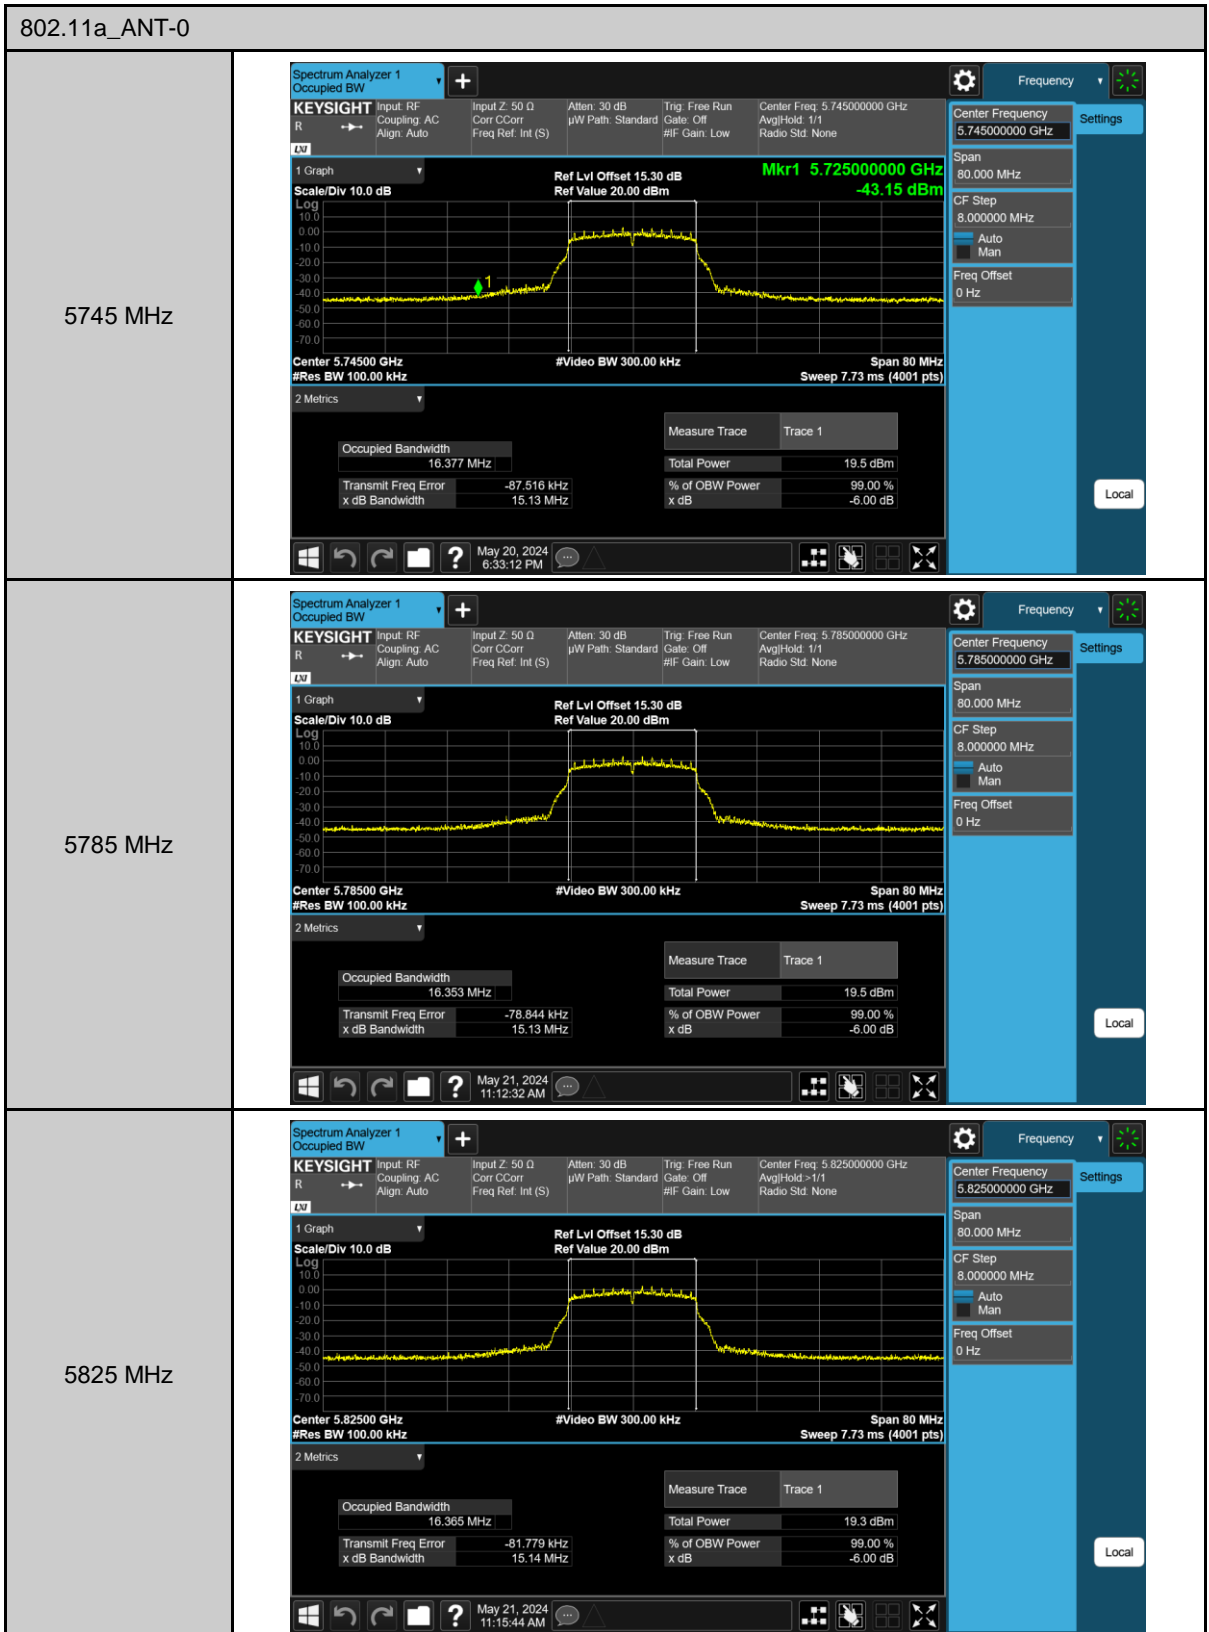 802.11a_ANT-0
5745 MHz
Spectrum Analyzer 1
Occupied BW
Frequency
KEYSIGHT
R
LXI
Input: RF
Coupling: AC
Align: Auto
Input Z: 50 Ω
Corr CCorr
Freq Ref: Int (S)
Atten: 30 dB
µW Path: Standard
Trig: Free Run
Gate: Off
#IF Gain: Low
Center Freq: 5.745000000 GHz
Avg|Hold: 1/1
Radio Std: None
Center Frequency
5.745000000 GHz
Settings
Span
80.000 MHz
CF Step
8.000000 MHz
Auto
Man
Freq Offset
0 Hz
Local
1 Graph
Scale/Div 10.0 dB
Ref Lvl Offset 15.30 dB
Ref Value 20.00 dBm
Mkr1 5.725000000 GHz
-43.15 dBm
Log
10.0
0.00
-10.0
-20.0
-30.0
-40.0
-50.0
-60.0
-70.0
1
Center 5.74500 GHz
#Res BW 100.00 kHz
#Video BW 300.00 kHz
Span 80 MHz
Sweep 7.73 ms (4001 pts)
2 Metrics
Measure Trace Trace 1
Occupied Bandwidth
16.377 MHz
Total Power 19.5 dBm
Transmit Freq Error -87.516 kHz
% of OBW Power 99.00 %
x dB Bandwidth 15.13 MHz
x dB -6.00 dB
?
May 20, 2024
6:33:12 PM
5785 MHz
Spectrum Analyzer 1
Occupied BW
Frequency
KEYSIGHT
R
LXI
Input: RF
Coupling: AC
Align: Auto
Input Z: 50 Ω
Corr CCorr
Freq Ref: Int (S)
Atten: 30 dB
µW Path: Standard
Trig: Free Run
Gate: Off
#IF Gain: Low
Center Freq: 5.785000000 GHz
Avg|Hold: 1/1
Radio Std: None
Center Frequency
5.785000000 GHz
Settings
Span
80.000 MHz
CF Step
8.000000 MHz
Auto
Man
Freq Offset
0 Hz
Local
1 Graph
Scale/Div 10.0 dB
Ref Lvl Offset 15.30 dB
Ref Value 20.00 dBm
Log
10.0
0.00
-10.0
-20.0
-30.0
-40.0
-50.0
-60.0
-70.0
Center 5.78500 GHz
#Res BW 100.00 kHz
#Video BW 300.00 kHz
Span 80 MHz
Sweep 7.73 ms (4001 pts)
2 Metrics
Measure Trace Trace 1
Occupied Bandwidth
16.353 MHz
Total Power 19.5 dBm
Transmit Freq Error -78.844 kHz
% of OBW Power 99.00 %
x dB Bandwidth 15.13 MHz
x dB -6.00 dB
?
May 21, 2024
11:12:32 AM
5825 MHz
Spectrum Analyzer 1
Occupied BW
Frequency
KEYSIGHT
R
LXI
Input: RF
Coupling: AC
Align: Auto
Input Z: 50 Ω
Corr CCorr
Freq Ref: Int (S)
Atten: 30 dB
µW Path: Standard
Trig: Free Run
Gate: Off
#IF Gain: Low
Center Freq: 5.825000000 GHz
Avg|Hold:>1/1
Radio Std: None
Center Frequency
5.825000000 GHz
Settings
Span
80.000 MHz
CF Step
8.000000 MHz
Auto
Man
Freq Offset
0 Hz
Local
1 Graph
Scale/Div 10.0 dB
Ref Lvl Offset 15.30 dB
Ref Value 20.00 dBm
Log
10.0
0.00
-10.0
-20.0
-30.0
-40.0
-50.0
-60.0
-70.0
Center 5.82500 GHz
#Res BW 100.00 kHz
#Video BW 300.00 kHz
Span 80 MHz
Sweep 7.73 ms (4001 pts)
2 Metrics
Measure Trace Trace 1
Occupied Bandwidth
16.365 MHz
Total Power 19.3 dBm
Transmit Freq Error -81.779 kHz
% of OBW Power 99.00 %
x dB Bandwidth 15.14 MHz
x dB -6.00 dB
?
May 21, 2024
11:15:44 AM